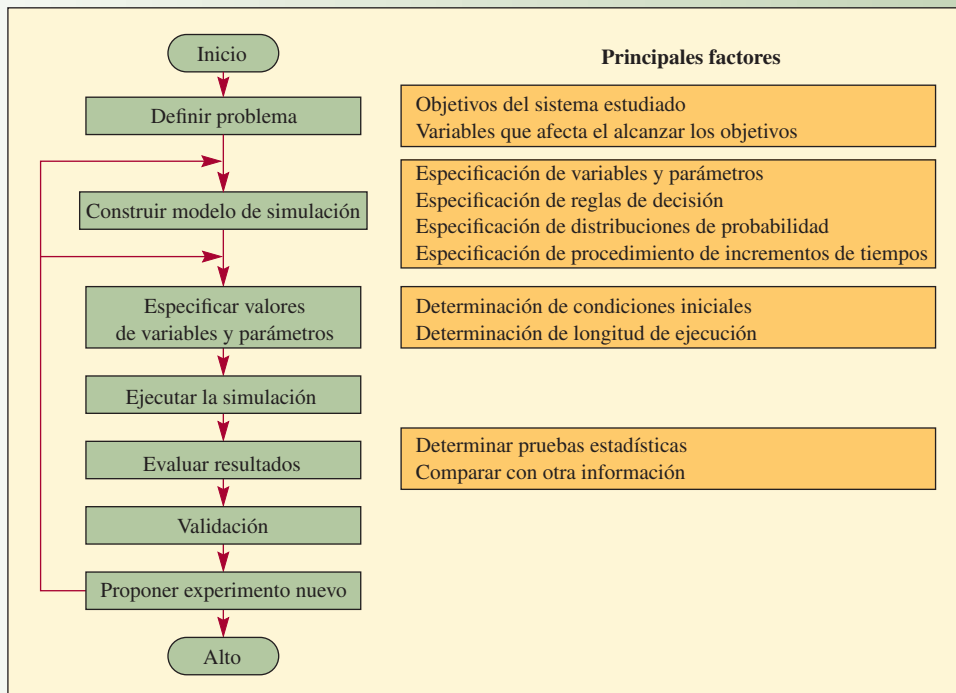 Inicio
Principales factores
Definir problema
Objetivos del sistema estudiado
Variables que afecta el alcanzar los objetivos
Construir modelo de simulación
Especificación de variables y parámetros
Especificación de reglas de decisión
Especificación de distribuciones de probabilidad
Especificación de procedimiento de incrementos de tiempos
Especificar valores
de variables y parámetros
Determinación de condiciones iniciales
Determinación de longitud de ejecución
Ejecutar la simulación
Evaluar resultados
Determinar pruebas estadísticas
Comparar con otra información
Validación
Proponer experimento nuevo
Alto